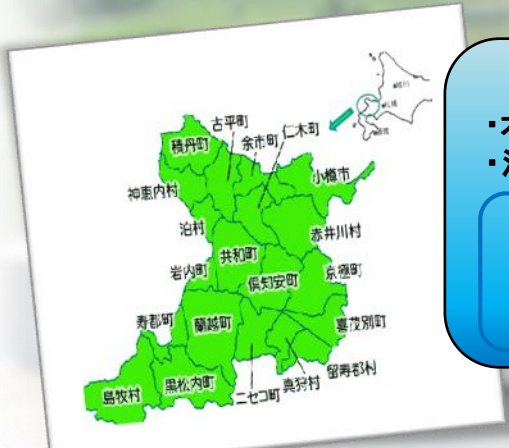 古平町
積丹町
余市町
仁木町
小樽市
神恵内村
泊村
赤井川村
共和町
岩内町
倶知安町
京極町
寿都町
蘭越町
喜茂別町
島牧村
黒松内町
ニセコ町
真狩村
留寿都村